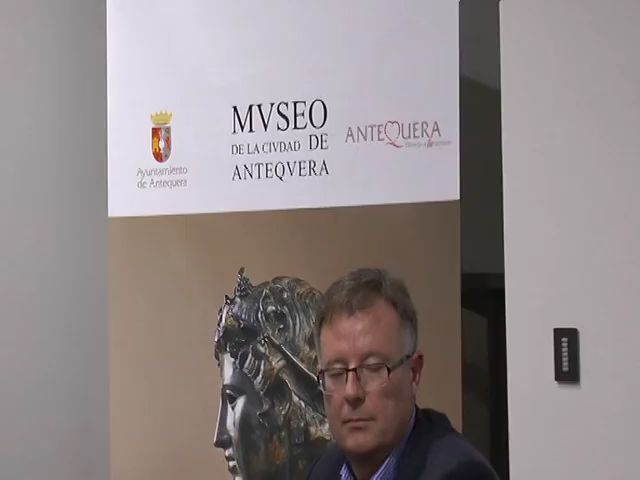 MVSEO
DE LA CIVDAD DE
ANTEQVERA
Ayuntamiento
de Antequera
ANTEQUERA